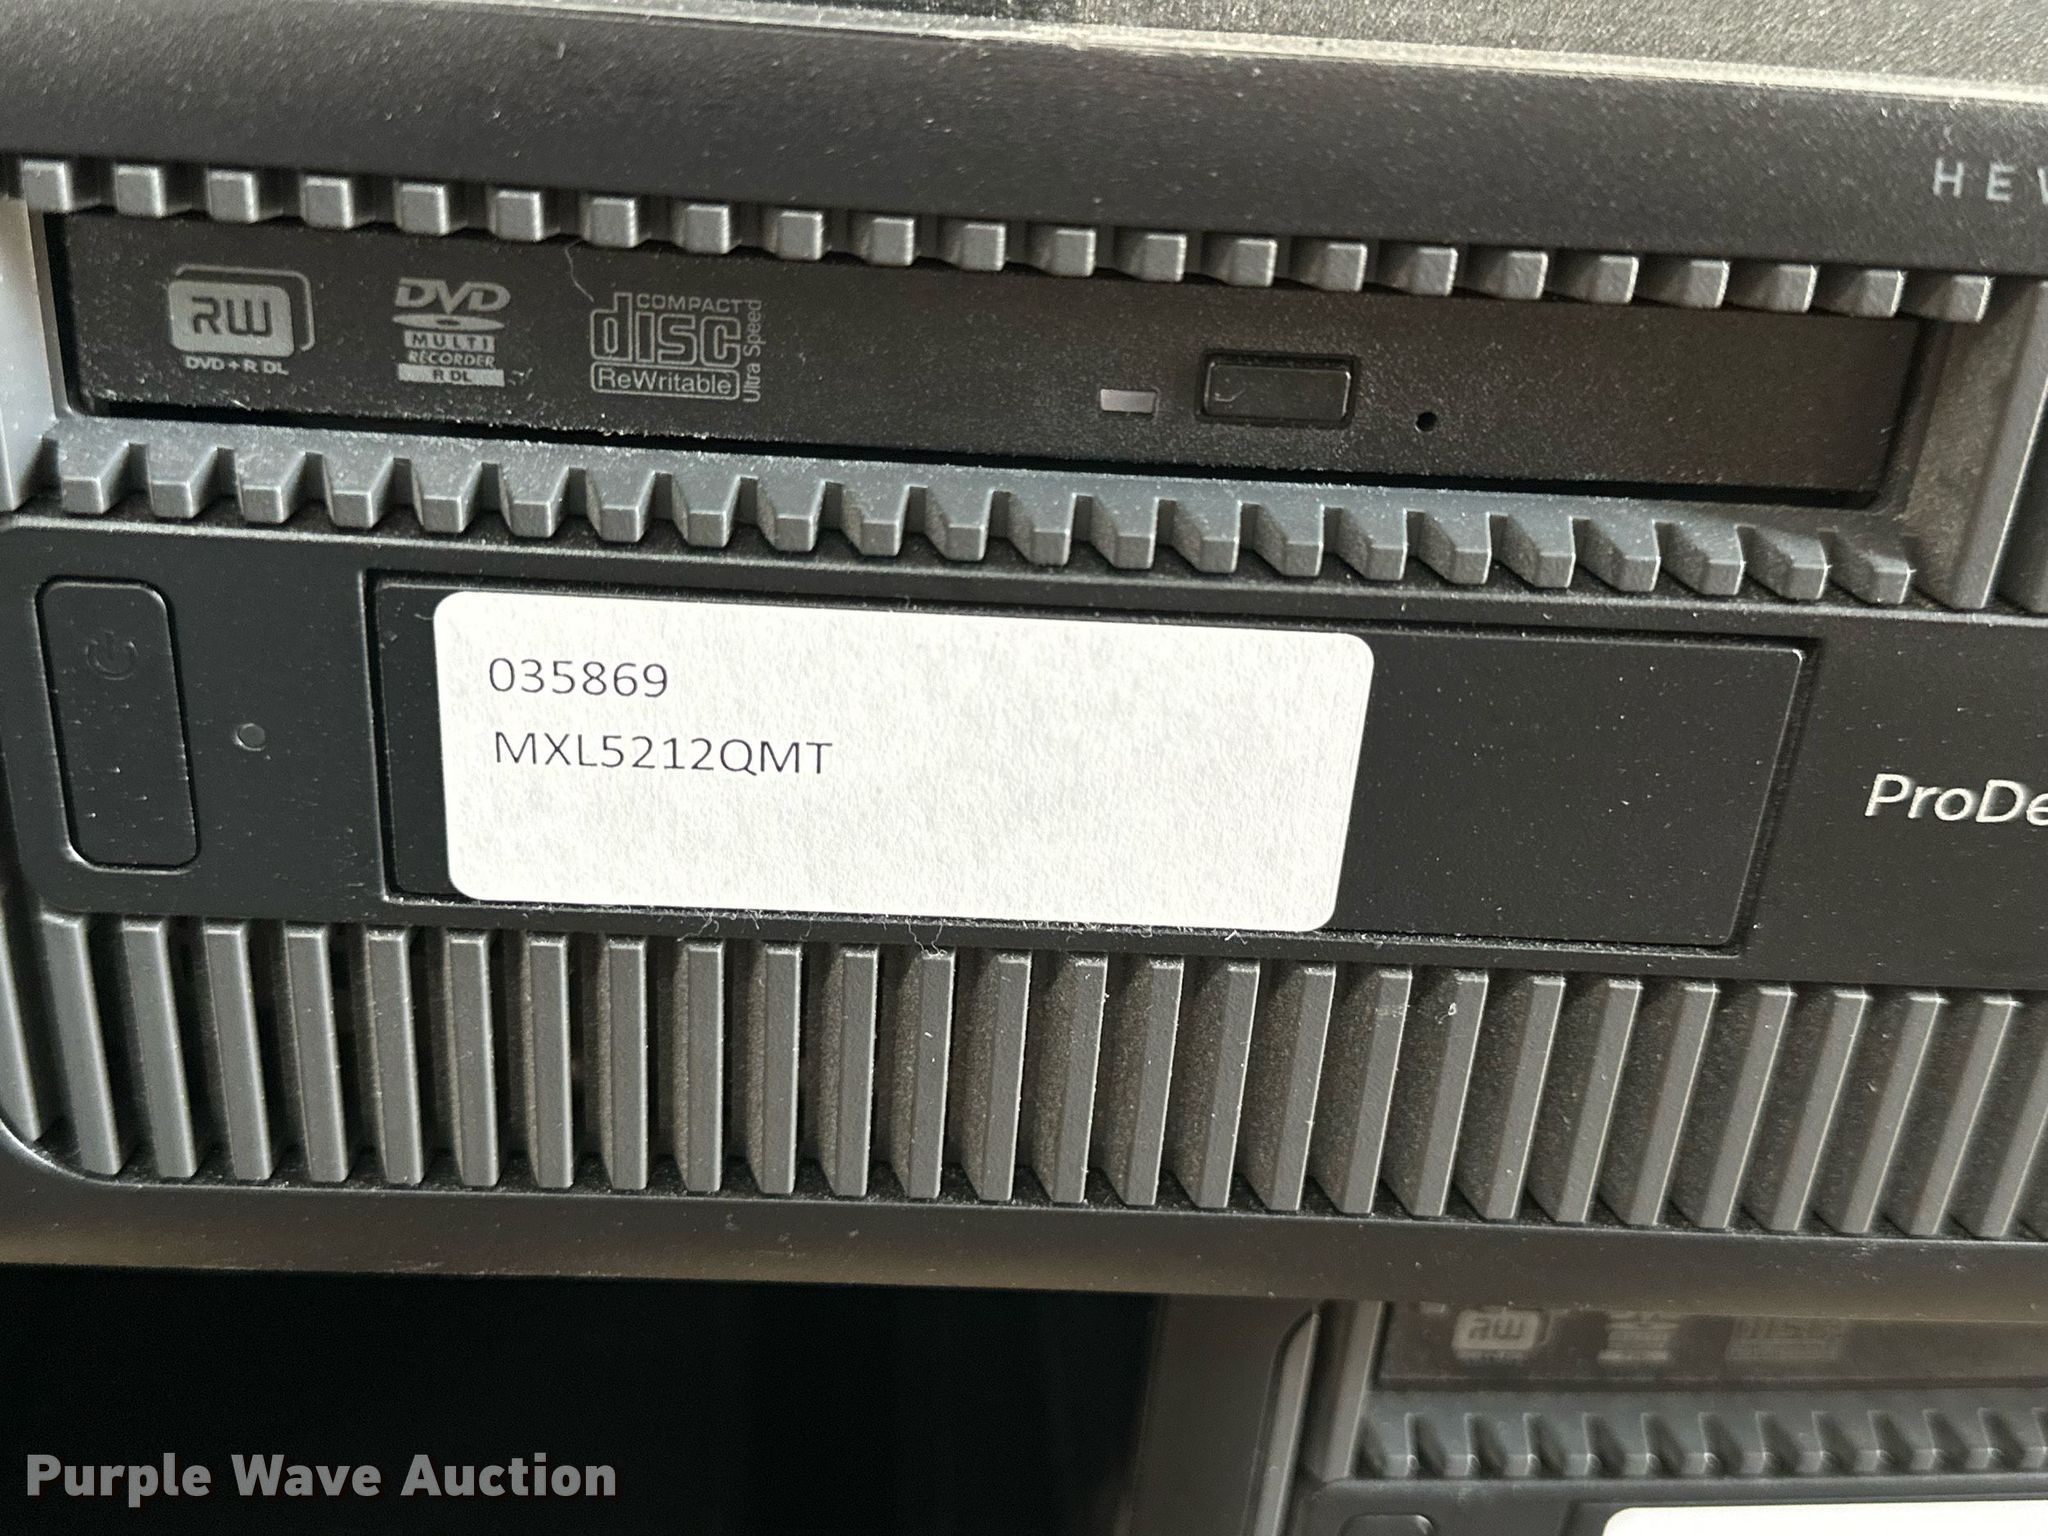 HEW
RW
DVD+R DL
DVD
MULTI
RECORDER
R DL
COMPACT
disc
ReWritable
Ultra Speed
035869
MXL5212QMT
ProDe
RW
Purple Wave Auction